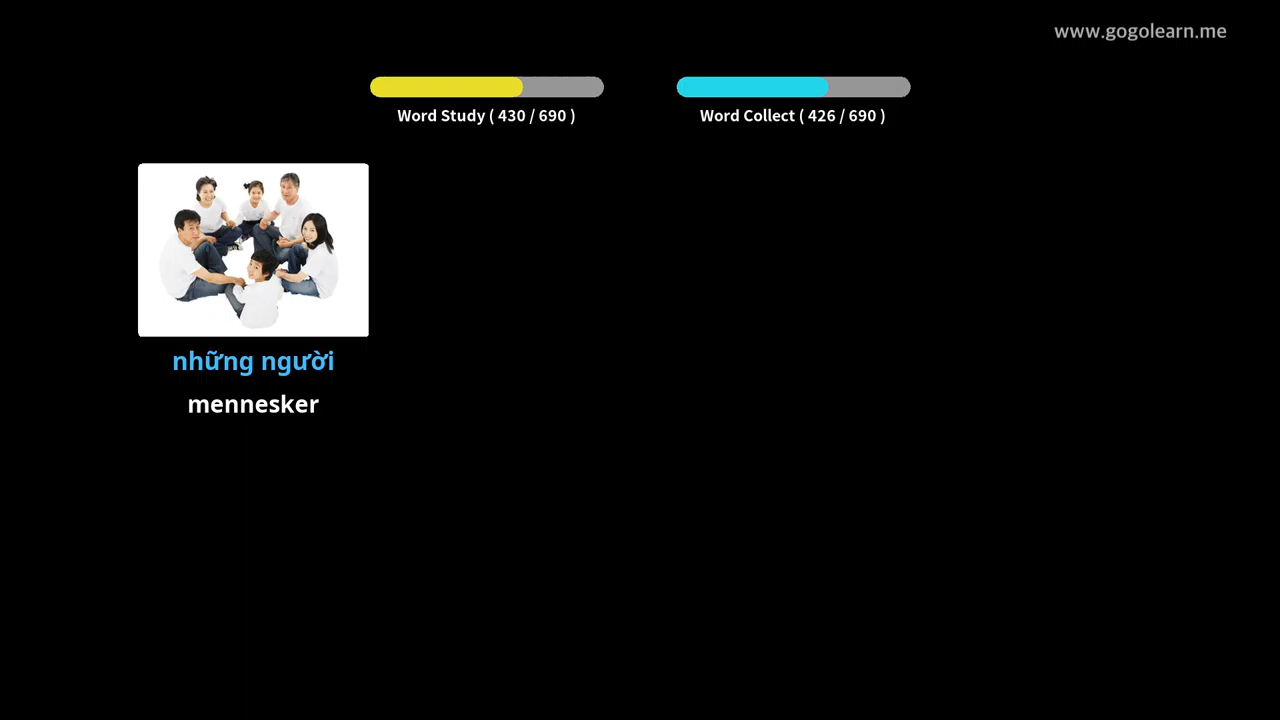 www.gogolearn.me
Word Study ( 430 / 690 )
Word Collect ( 426 / 690 )
những người
mennesker